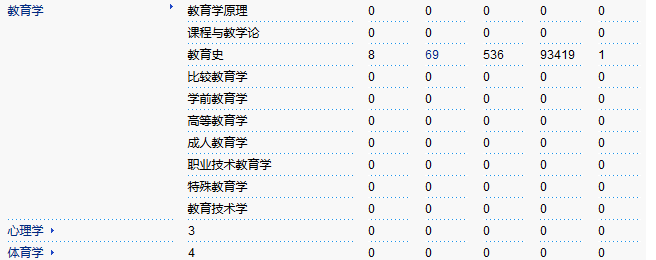 教育学 教育学原理 0 0 0 0 0
课程与教学论 0 0 0 0 0
教育史 8 69 536 93419 1
比较教育学 0 0 0 0 0
学前教育学 0 0 0 0 0
高等教育学 0 0 0 0 0
成人教育学 0 0 0 0 0
职业技术教育学 0 0 0 0 0
特殊教育学 0 0 0 0 0
教育技术学 0 0 0 0 0
心理学 3 0 0 0 0 0
体育学 4 0 0 0 0 0